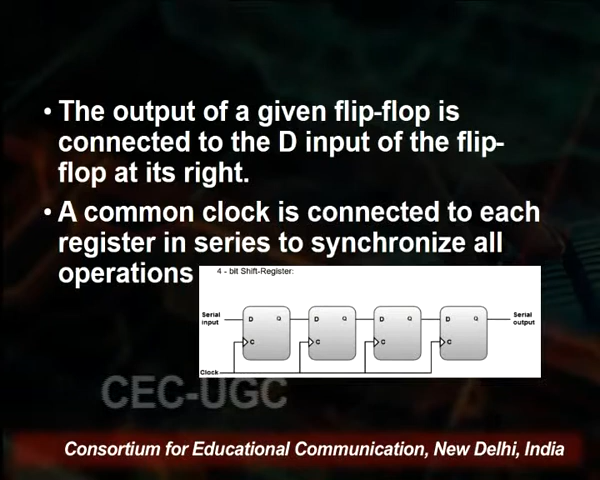 • The output of a given flip-flop is
connected to the D input of the flip-
flop at its right.
• A common clock is connected to each
register in series to synchronize all
operations
4 - bit Shift-Register:
Serial
input
D Q D Q D Q D Q
Serial
output
C C C C
Clock
CEC-UGC
Consortium for Educational Communication, New Delhi, India